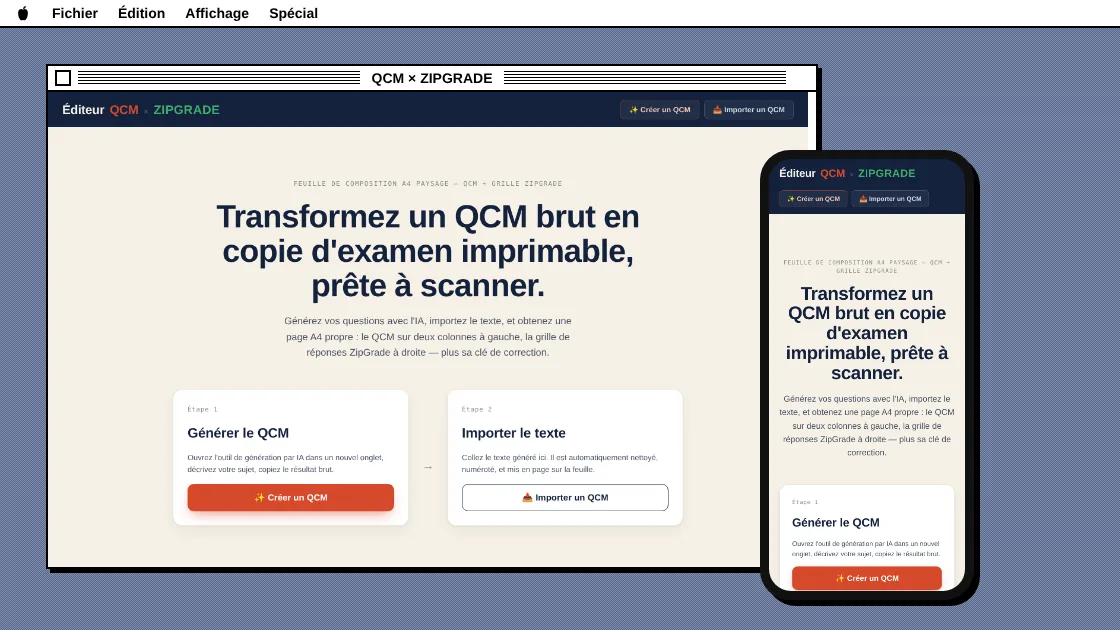 Fichier Édition Affichage Spécial
QCM × ZIPGRADE
Éditeur QCM × ZIPGRADE
✨ Créer un QCM 📥 Importer un QCM
FEUILLE DE COMPOSITION A4 PAYSAGE — QCM + GRILLE ZIPGRADE
Transformez un QCM brut en
copie d'examen imprimable,
prête à scanner.
Générez vos questions avec l'IA, importez le texte, et obtenez une
page A4 propre : le QCM sur deux colonnes à gauche, la grille de
réponses ZipGrade à droite — plus sa clé de correction.
Étape 1
Générer le QCM
Ouvrez l'outil de génération par IA dans un nouvel onglet,
décrivez votre sujet, copiez le résultat brut.
✨ Créer un QCM
→
Étape 2
Importer le texte
Collez le texte généré ici. Il est automatiquement nettoyé,
numéroté, et mis en page sur la feuille.
📥 Importer un QCM
Éditeur QCM × ZIPGRADE
✨ Créer un QCM 📥 Importer un QCM
FEUILLE DE COMPOSITION A4 PAYSAGE — QCM +
GRILLE ZIPGRADE
Transformez un
QCM brut en copie
d'examen
imprimable, prête à
scanner.
Générez vos questions avec l'IA, importez le
texte, et obtenez une page A4 propre : le QCM
sur deux colonnes à gauche, la grille de
réponses ZipGrade à droite — plus sa clé de
correction.
Étape 1
Générer le QCM
Ouvrez l'outil de génération par IA dans un nouvel
onglet, décrivez votre sujet, copiez le résultat brut.
✨ Créer un QCM